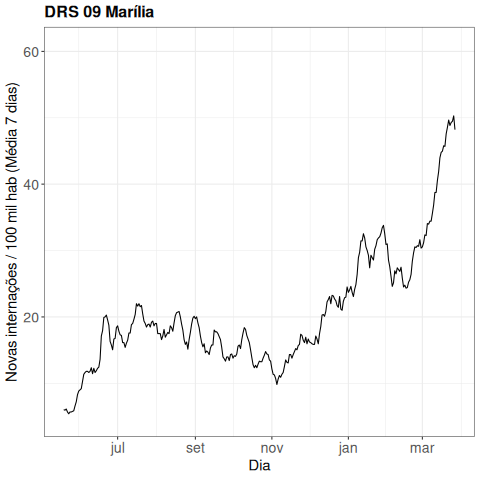 DRS 09 Marília
Novas Internações / 100 mil hab (Média 7 dias)
60
40
20
jul
set
nov
jan
mar
Dia